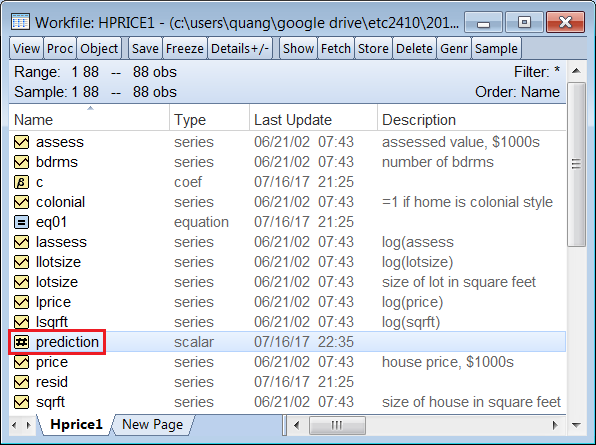 Workfile: HPRICE1 - (c:\users\quang\google drive\etc2410\201...
View Proc Object Save Freeze Details+/- Show Fetch Store Delete Genr Sample
Range: 1 88 -- 88 obs Filter: *
Sample: 1 88 -- 88 obs Order: Name
Name Type Last Update Description
assess series 06/21/02 07:43 assessed value, $1000s
bdrms series 06/21/02 07:43 number of bdrms
β c coef 07/16/17 21:25
colonial series 06/21/02 07:43 =1 if home is colonial style
= eq01 equation 07/16/17 21:25
lassess series 06/21/02 07:43 log(assess
llotsize series 06/21/02 07:43 log(lotsize)
lotsize series 06/21/02 07:43 size of lot in square feet
lprice series 06/21/02 07:43 log(price)
lsqrft series 06/21/02 07:43 log(sqrft)
# prediction scalar 07/16/17 22:35
price series 06/21/02 07:43 house price, $1000s
resid series 07/16/17 21:25
sqrft series 06/21/02 07:43 size of house in square feet
Hprice1 New Page